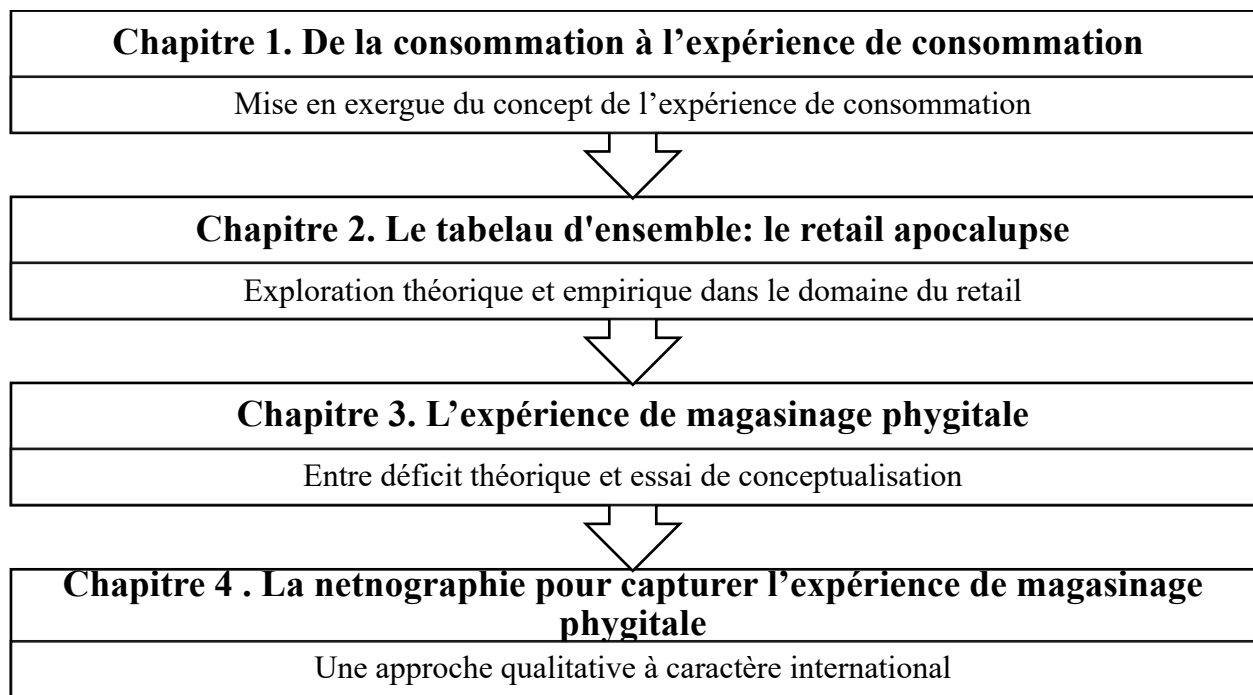 Chapitre 1. De la consommation à l’expérience de consommation
Mise en exergue du concept de l’expérience de consommation
Chapitre 2. Le tabelau d'ensemble: le retail apocalupse
Exploration théorique et empirique dans le domaine du retail
Chapitre 3. L’expérience de magasinage phygitale
Entre déficit théorique et essai de conceptualisation
Chapitre 4 . La netnographie pour capturer l’expérience de magasinage
phygitale
Une approche qualitative à caractère international